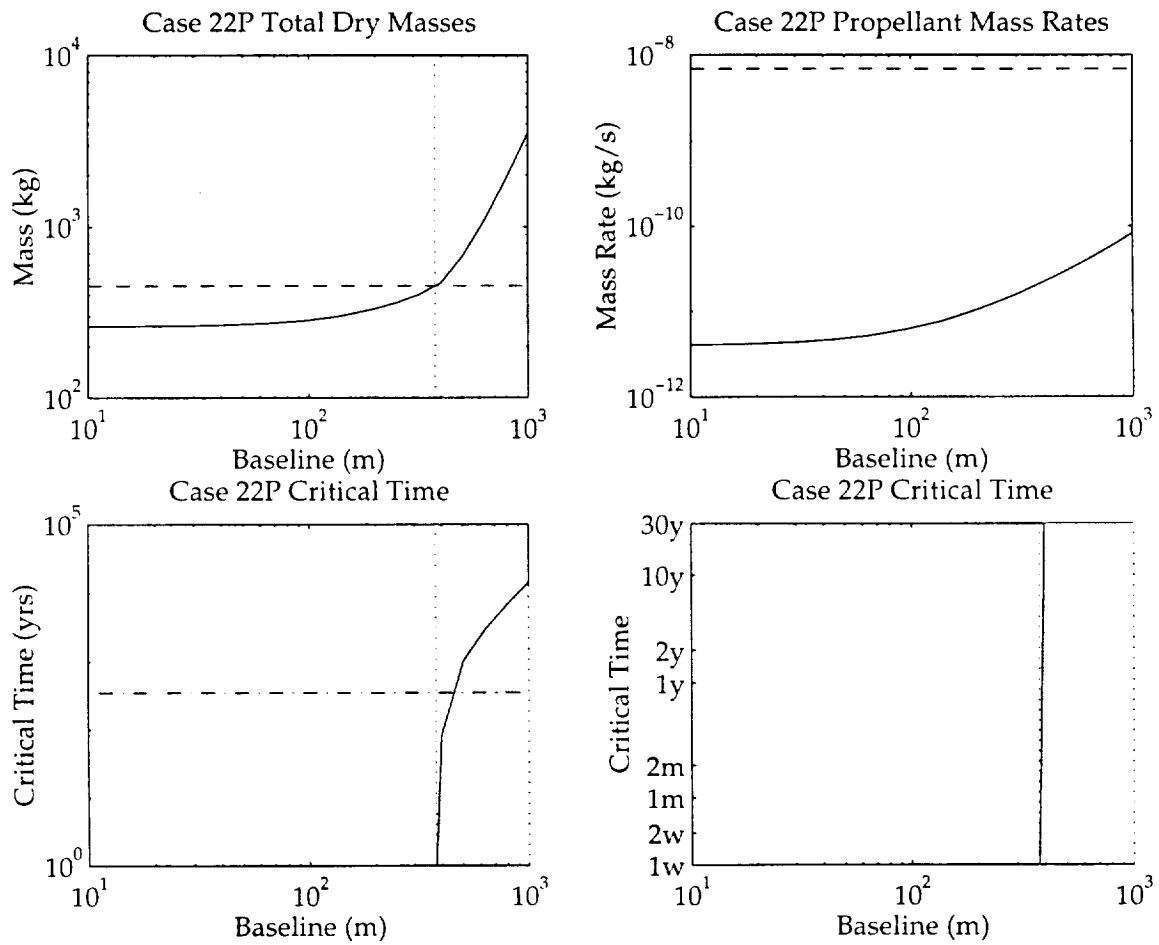 Case 22P Total Dry Masses
10^4
10^3
10^2
Mass (kg)
10^1
10^2
10^3
Baseline (m)
Case 22P Propellant Mass Rates
10^-8
10^-10
10^-12
Mass Rate (kg/s)
10^1
10^2
10^3
Baseline (m)
Case 22P Critical Time
10^5
10^0
Critical Time (yrs)
10^1
10^2
10^3
Baseline (m)
Case 22P Critical Time
30y
10y
2y
1y
2m
1m
2w
1w
Critical Time
10^1
10^2
10^3
Baseline (m)